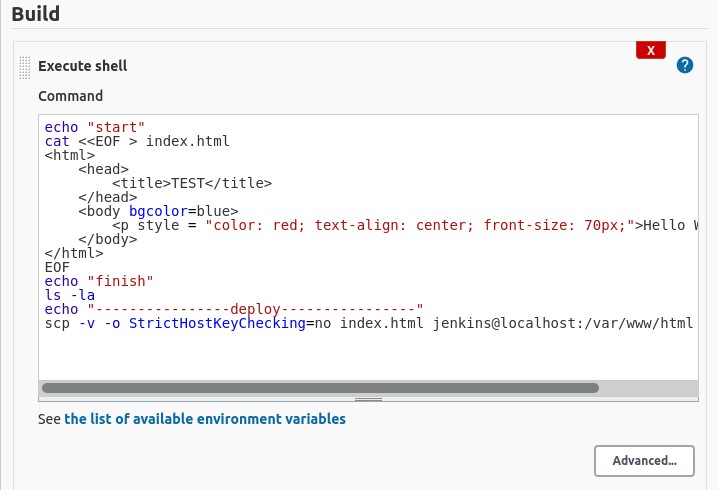 Build
X
Execute shell
?
Command
echo "start"
cat <<EOF > index.html
<html>
    <head>
        <title>TEST</title>
    </head>
    <body bgcolor=blue>
        <p style = "color: red; text-align: center; front-size: 70px;">Hello
    </body>
</html>
EOF
echo "finish"
ls -la
echo "----------------deploy----------------"
scp -v -o StrictHostKeyChecking=no index.html jenkins@localhost:/var/www/html
See the list of available environment variables
Advanced...